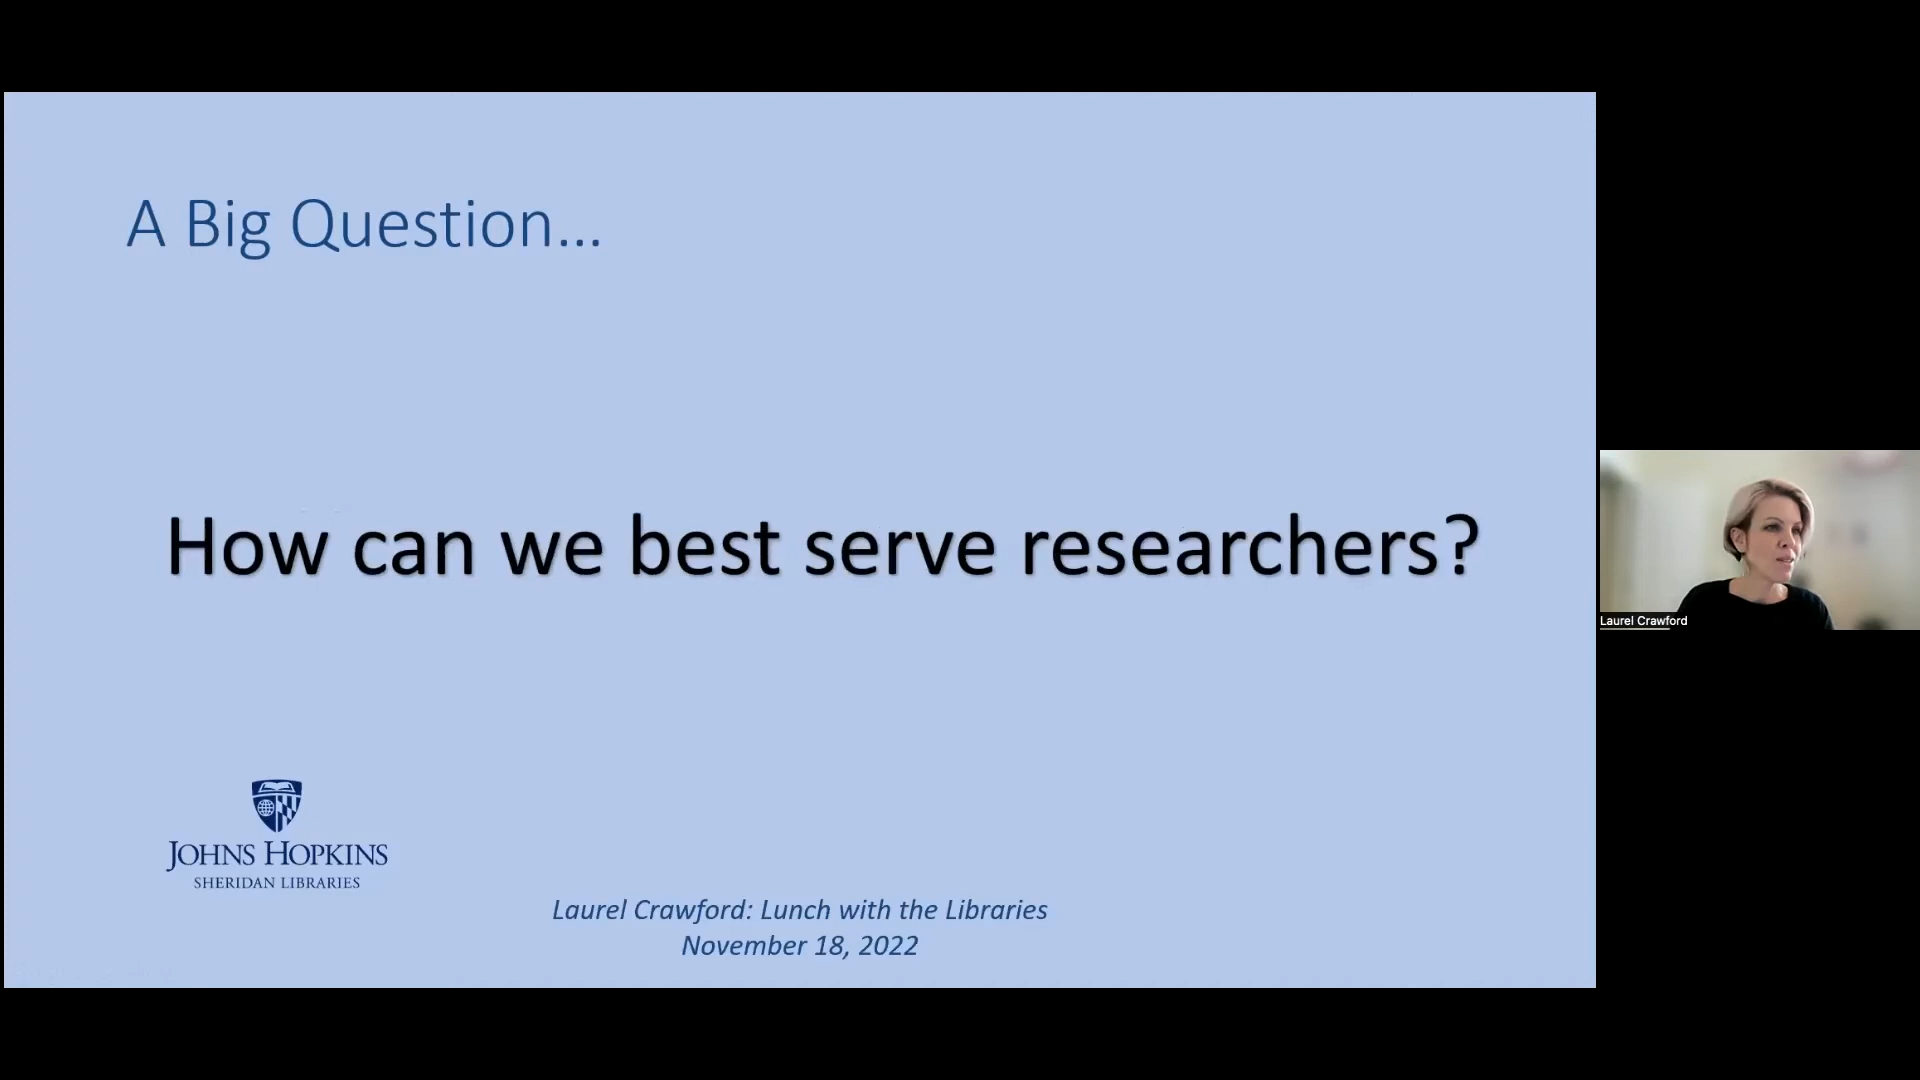 A Big Question...
How can we best serve researchers?
Laurel Crawford
JOHNS HOPKINS
SHERIDAN LIBRARIES
Laurel Crawford: Lunch with the Libraries
November 18, 2022